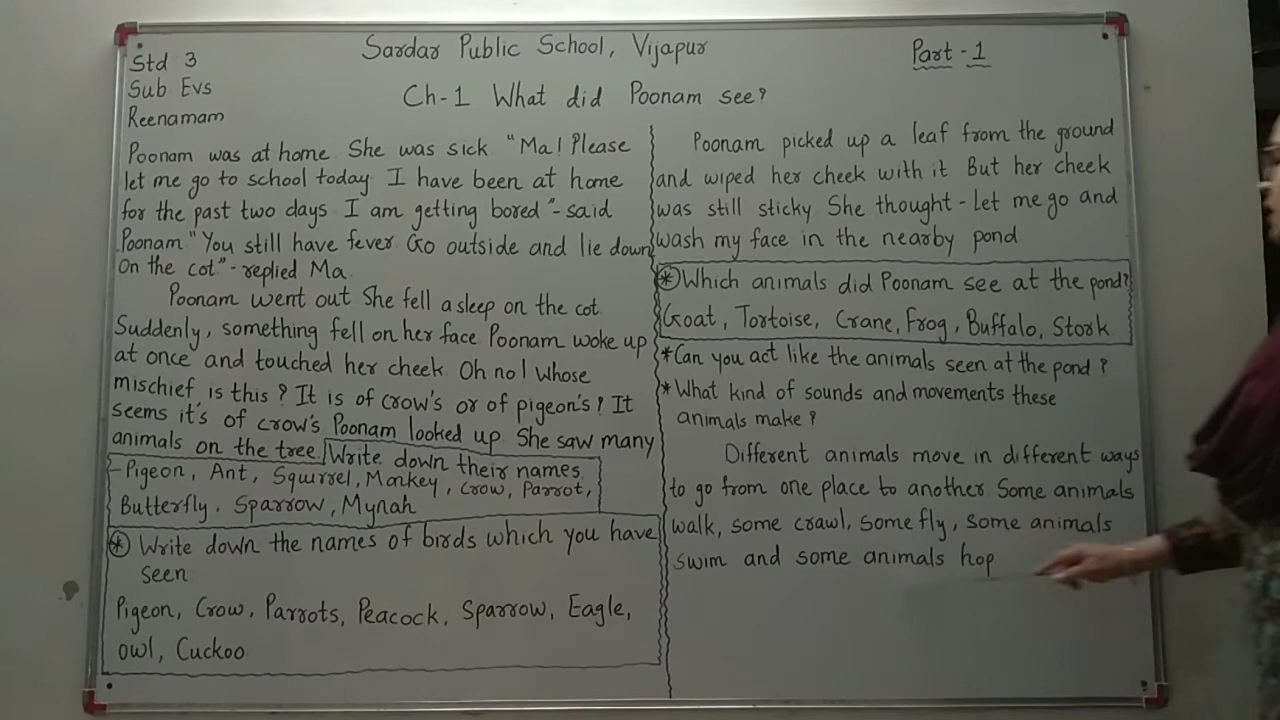 Std 3
Sub Evs
Reenamam
Sardar Public School, Vijapur
Part - 1
Ch-1 What did Poonam see?
Poonam was at home She was sick "Ma! Please
let me go to school today I have been at home
for the past two days I am getting bored" - said
Poonam "You still have fever Go outside and lie down
On the cot" - replied Ma
Poonam went out She fell a sleep on the cot
Suddenly, something fell on her face Poonam woke up
at once and touched her cheek Oh no! Whose
mischief is this? It is of crow's or of pigeon's? It
seems it's of crow's Poonam looked up She saw many
animals on the tree Write down their names
- Pigeon, Ant, Squirrel, Monkey, Crow, Parrot,
Butterfly. Sparrow, Mynah
* Write down the names of birds which you have
seen
Pigeon, Crow, Parrots, Peacock, Sparrow, Eagle,
owl, Cuckoo
Poonam picked up a leaf from the ground
and wiped her cheek with it But her cheek
was still sticky She thought - Let me go and
wash my face in the nearby pond
* Which animals did Poonam see at the pond?
Goat, Tortoise, Crane, Frog, Buffalo, Stork
* Can you act like the animals seen at the pond?
* What kind of sounds and movements these
animals make?
Different animals move in different ways
to go from one place to another Some animals
walk, some crawl, some fly, some animals
swim and some animals hop